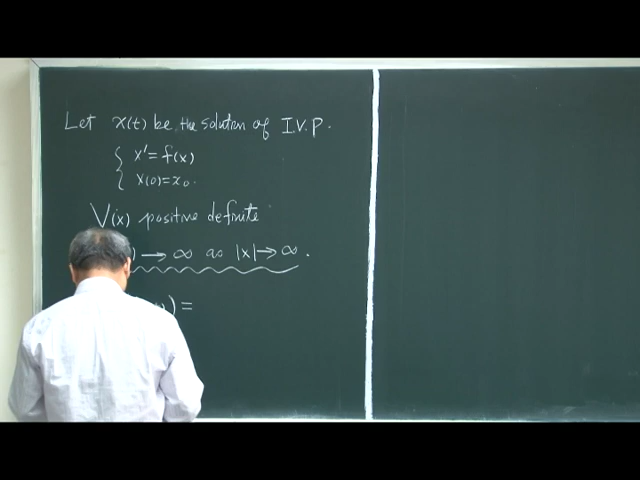 Let x(t) be the solution of I.V.P.
x' = f(x)
x(0) = x₀.
V(x) positive definite
) → ∞ as |x| → ∞.
) =